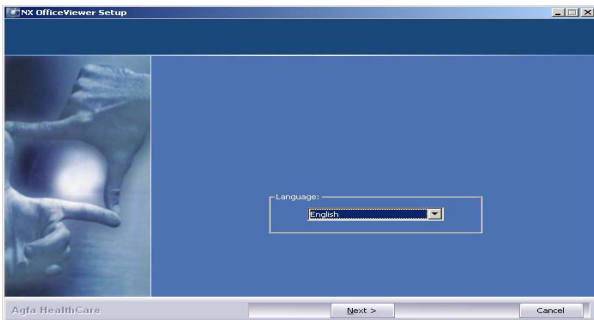 NX OfficeViewer Setup
Language:
English
Agfa HealthCare
Next >
Cancel